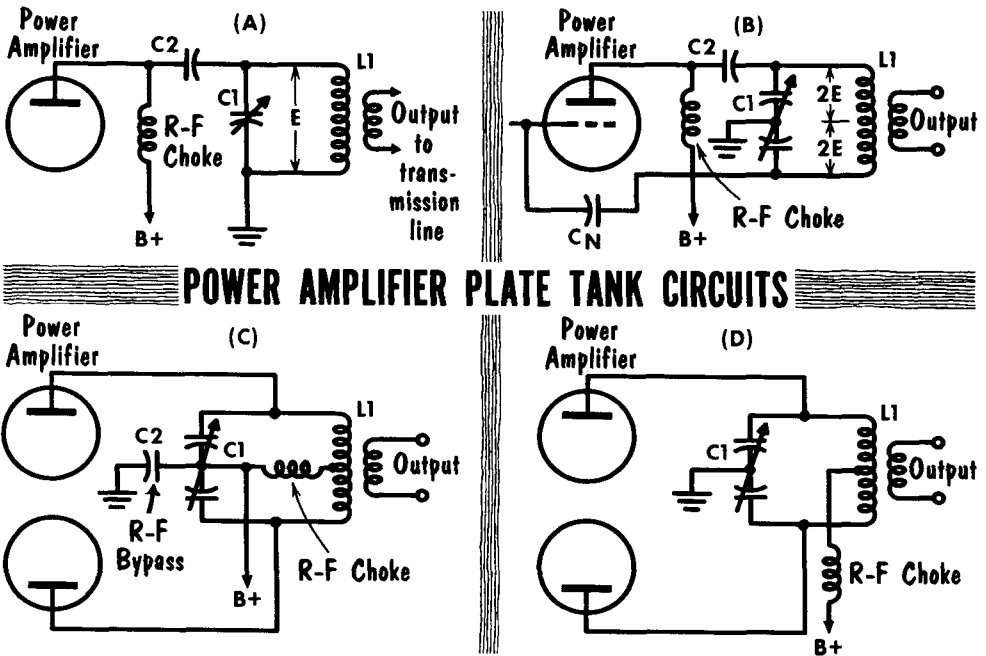 Power
Amplifier
(A)
C2
L1
C1
E
R-F
Choke
Output
to
trans-
mission
line
B+
Power
Amplifier
(B)
C2
L1
C1
2E
2E
Output
R-F Choke
CN
B+
POWER AMPLIFIER PLATE TANK CIRCUITS
Power
Amplifier
(C)
L1
C2
C1
Output
R-F
Bypass
R-F Choke
B+
Power
Amplifier
(D)
L1
C1
Output
R-F Choke
B+